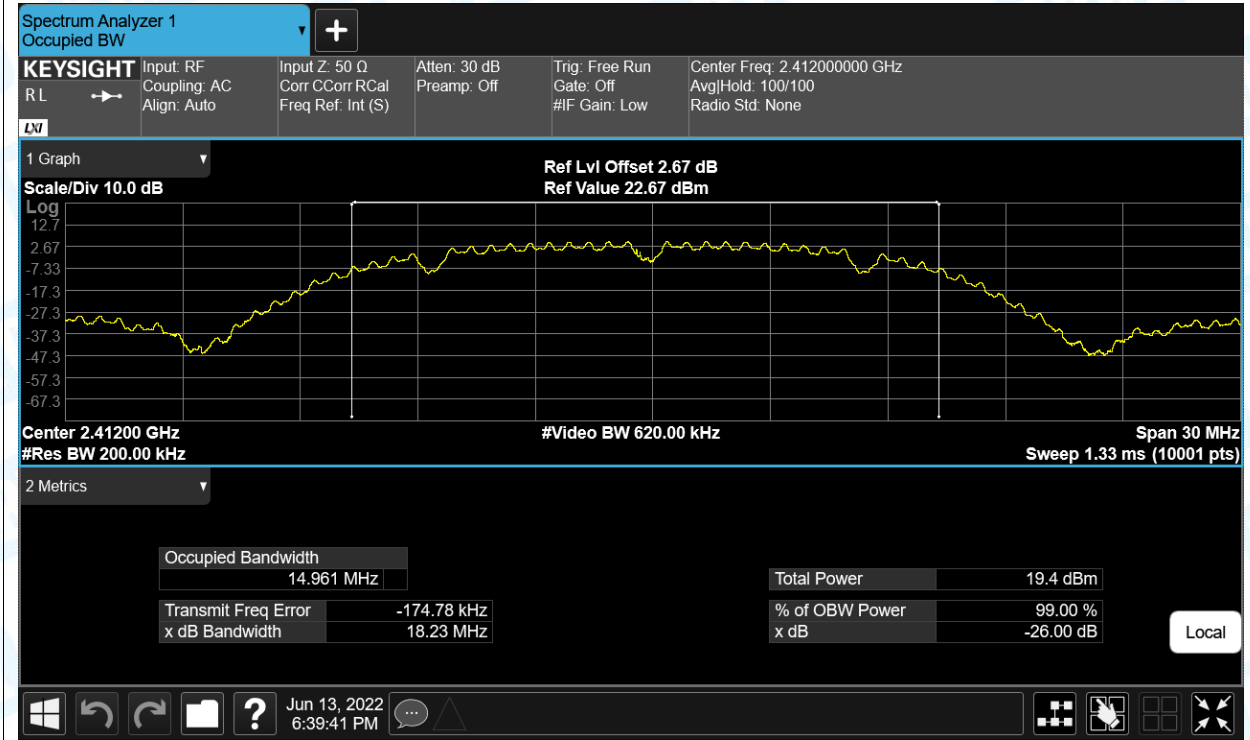 Spectrum Analyzer 1
Occupied BW
KEYSIGHT
R L
LXI
Input: RF
Coupling: AC
Align: Auto
Input Z: 50 Ω
Corr CCorr RCal
Freq Ref: Int (S)
Atten: 30 dB
Preamp: Off
Trig: Free Run
Gate: Off
#IF Gain: Low
Center Freq: 2.412000000 GHz
Avg|Hold: 100/100
Radio Std: None
1 Graph
Scale/Div 10.0 dB
Ref Lvl Offset 2.67 dB
Ref Value 22.67 dBm
Log
12.7
2.67
-7.33
-17.3
-27.3
-37.3
-47.3
-57.3
-67.3
Center 2.41200 GHz
#Video BW 620.00 kHz
Span 30 MHz
#Res BW 200.00 kHz
Sweep 1.33 ms (10001 pts)
2 Metrics
Occupied Bandwidth
14.961 MHz
Total Power 19.4 dBm
Transmit Freq Error -174.78 kHz
% of OBW Power 99.00 %
x dB Bandwidth 18.23 MHz
x dB -26.00 dB
Local
?
Jun 13, 2022
6:39:41 PM